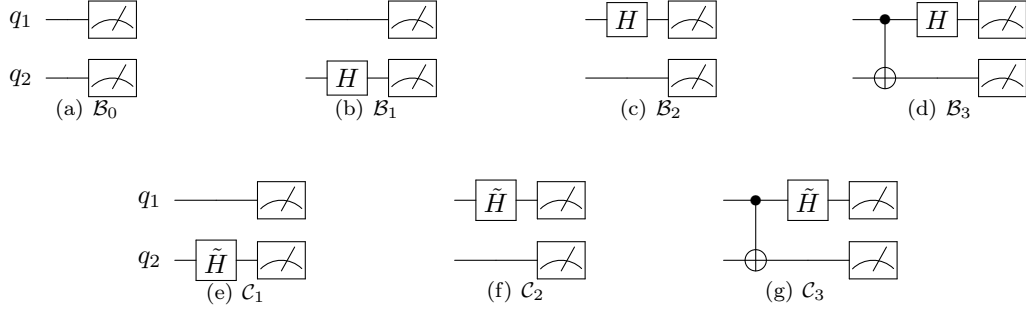 q₁ H H
q₂ H
(a) 𝓑₀ (b) 𝓑₁ (c) 𝓑₂ (d) 𝓑₃
q₁ H̃ H̃
q₂ H̃
(e) 𝓒₁ (f) 𝓒₂ (g) 𝓒₃